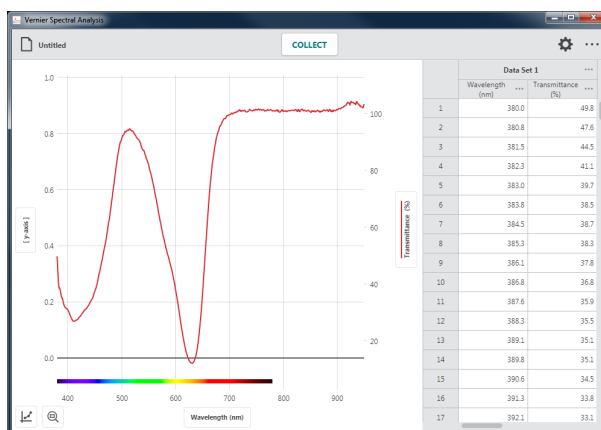 Vernier Spectral Analysis
Untitled
COLLECT
1.0
0.8
0.6
0.4
0.2
0.0
[ y-axis ]
100
80
60
40
20
Transmittance (%)
400 500 600 700 800 900
Wavelength (nm)
Data Set 1
Wavelength (nm) Transmittance (%)
1 380.0 49.8
2 380.8 47.6
3 381.5 44.5
4 382.3 41.1
5 383.0 39.7
6 383.8 38.5
7 384.5 38.7
8 385.3 38.3
9 386.1 37.8
10 386.8 36.8
11 387.6 35.9
12 388.3 35.5
13 389.1 35.1
14 389.8 35.1
15 390.6 34.5
16 391.3 33.8
17 392.1 33.1